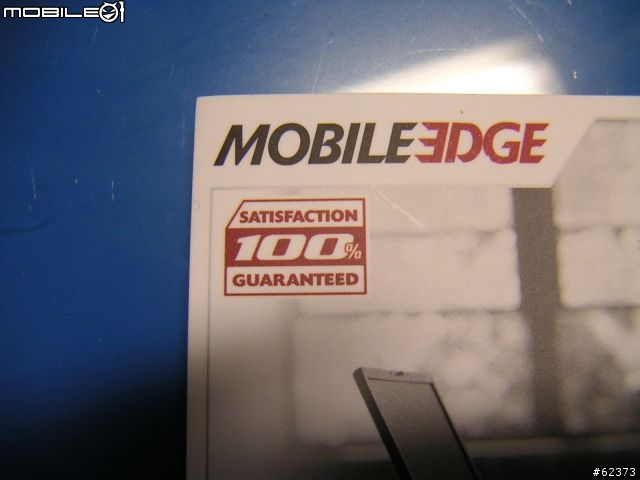 MOBILE01
MOBILEEDGE
SATISFACTION
100%
GUARANTEED
#62373